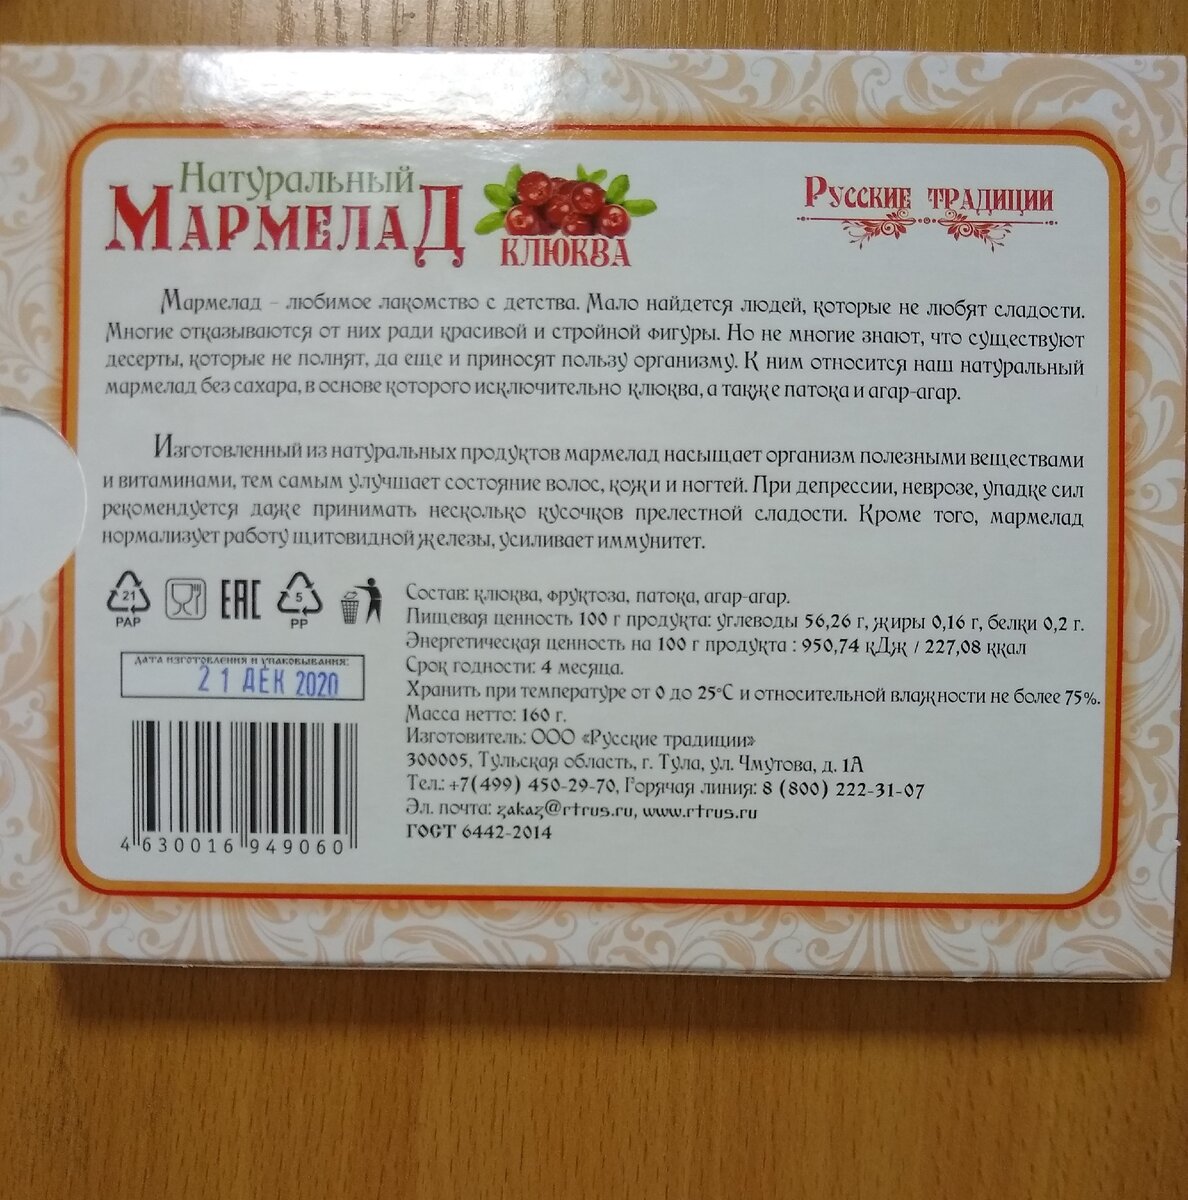 Натуральный
Мармелад
клюква
Русские традиции
Мармелад – любимое лакомство с детства. Мало найдется людей, которые не любят сладости.
Многие отказываются от них ради красивой и стройной фигуры. Но не многие знают, что существуют
десерты, которые не полнят, да еще и приносят пользу организму. К ним относится наш натуральный
мармелад без сахара, в основе которого исключительно клюква, а также патока и агар-агар.
Изготовленный из натуральных продуктов мармелад насыщает организм полезными веществами
и витаминами, тем самым улучшает состояние волос, кожи и ногтей. При депрессии, неврозе, упадке сил
рекомендуется даже принимать несколько кусочков прелестной сладости. Кроме того, мармелад
нормализует работу щитовидной железы, усиливает иммунитет.
21
PAP
EAC
5
PP
Дата изготовления и упаковывания:
21 ДЕК 2020
4 630016 949060
Состав: клюква, фруктоза, патока, агар-агар.
Пищевая ценность 100 г продукта: углеводы 56,26 г, жиры 0,16 г, белки 0,2 г.
Энергетическая ценность на 100 г продукта : 950,74 кДж / 227,08 ккал
Срок годности: 4 месяца.
Хранить при температуре от 0 до 25°С и относительной влажности не более 75%.
Масса нетто: 160 г.
Изготовитель: ООО «Русские традиции»
300005, Тульская область, г. Тула, ул. Чмутова, д. 1А
Тел.: +7(499) 450-29-70, Горячая линия: 8 (800) 222-31-07
Эл. почта: zakaz@rtrus.ru, www.rtrus.ru
ГОСТ 6442-2014